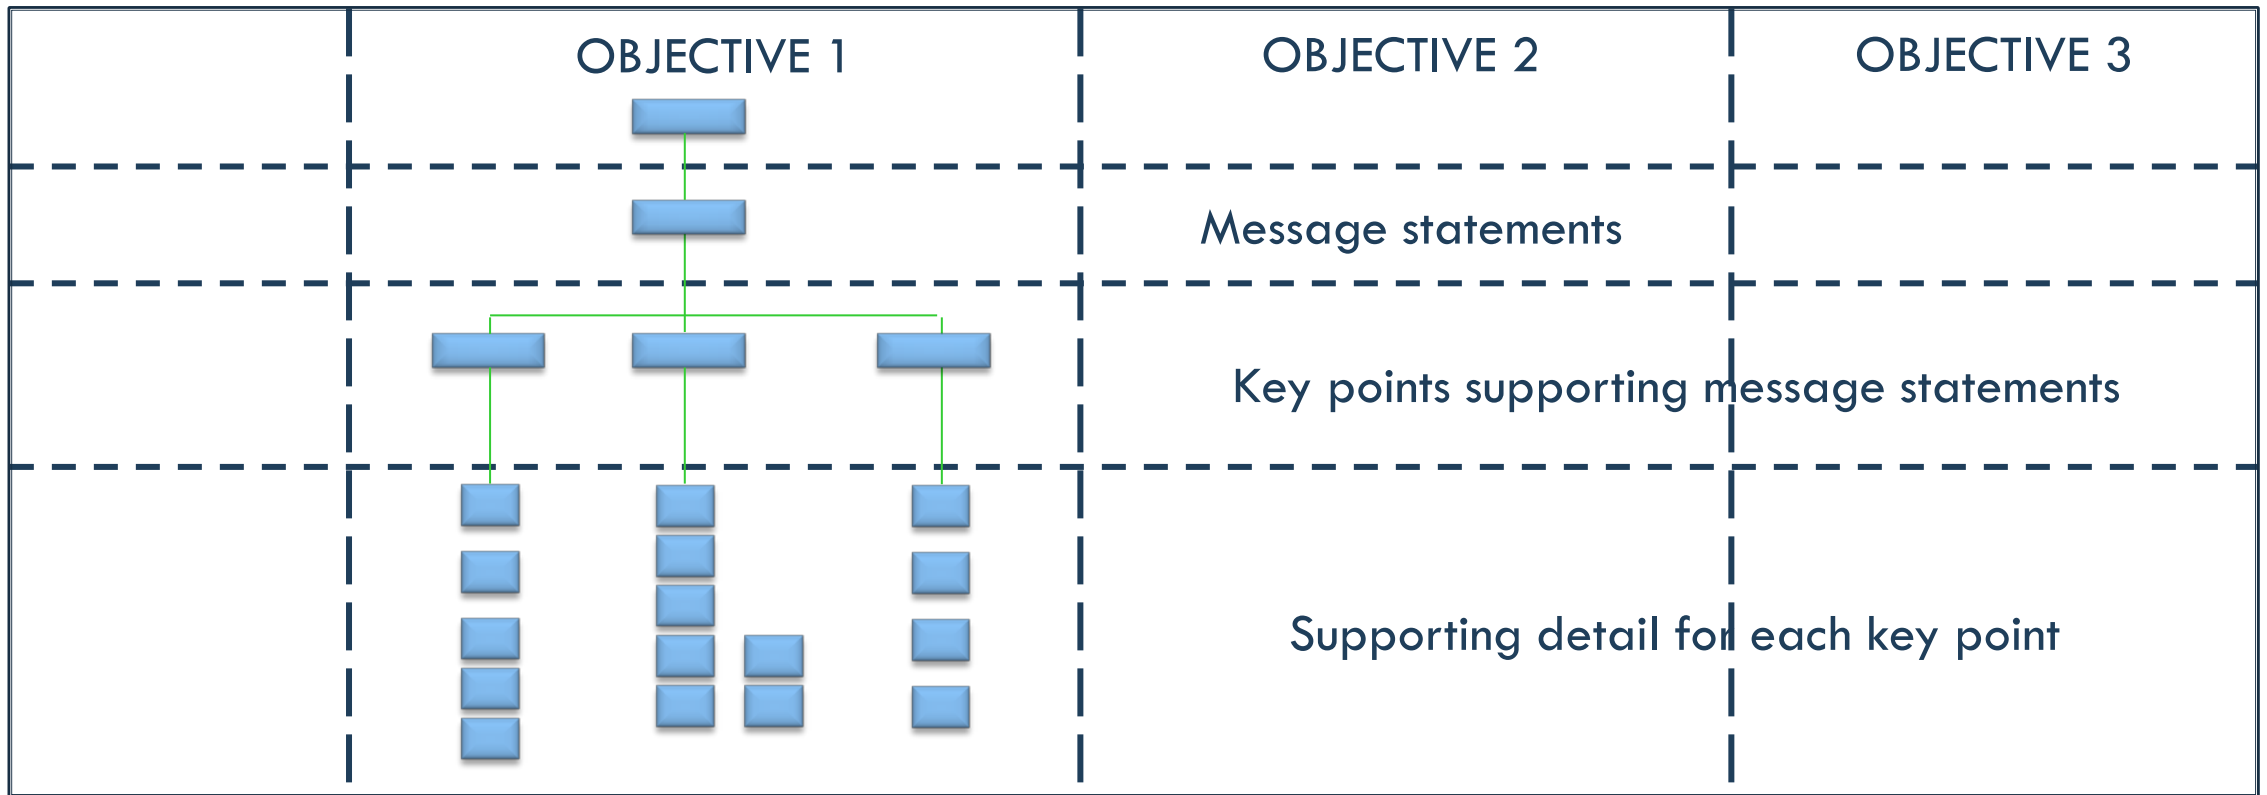 OBJECTIVE 1
OBJECTIVE 2
OBJECTIVE 3
Message statements
Key points supporting message statements
Supporting detail for each key point